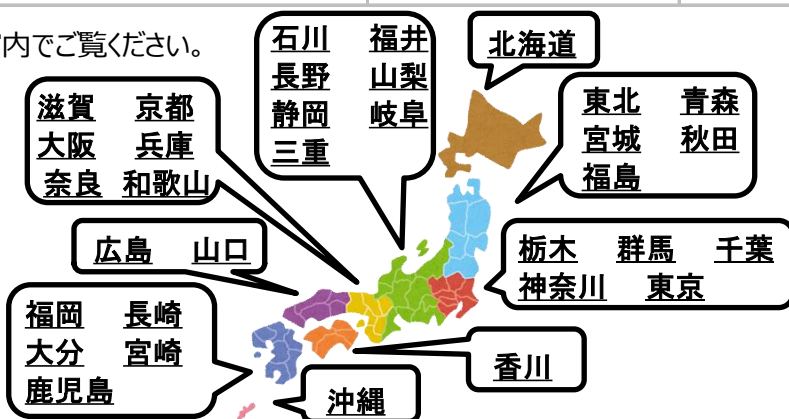 内でご覧ください。
石川 福井
長野 山梨
静岡 岐阜
三重
北海道
滋賀 京都
大阪 兵庫
奈良 和歌山
東北 青森
宮城 秋田
福島
広島 山口
栃木 群馬 千葉
神奈川 東京
福岡 長崎
大分 宮崎
鹿児島
香川
沖縄